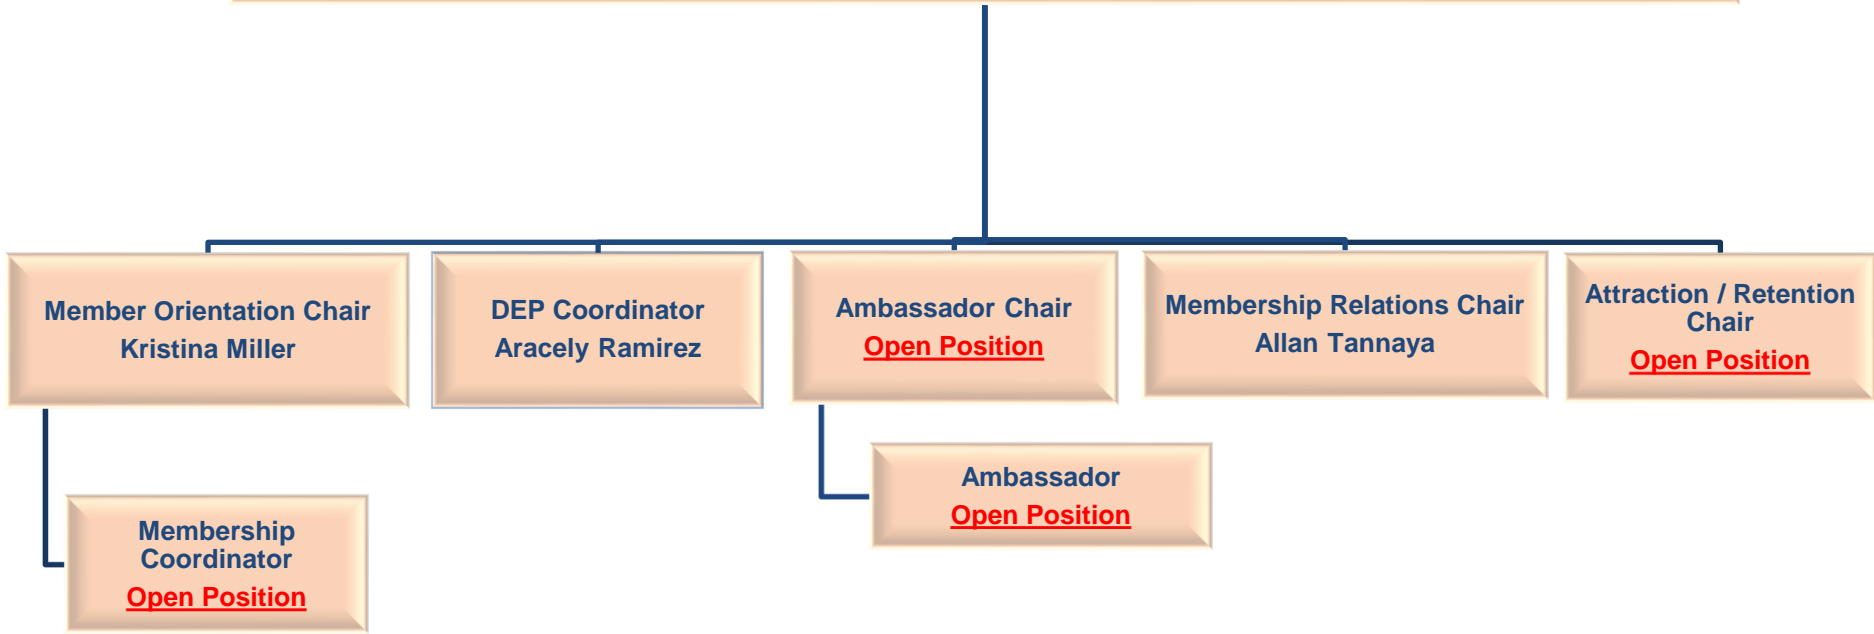 Member Orientation Chair
Kristina Miller
DEP Coordinator
Aracely Ramirez
Ambassador Chair
Open Position
Membership Relations Chair
Allan Tannaya
Attraction / Retention
Chair
Open Position
Ambassador
Open Position
Membership
Coordinator
Open Position